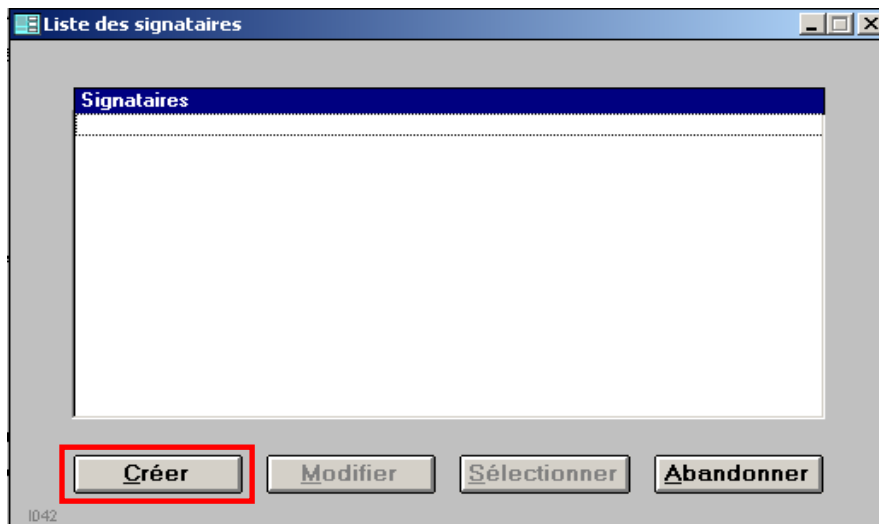 Liste des signataires
Signataires
Créer Modifier Sélectionner Abandonner
I042